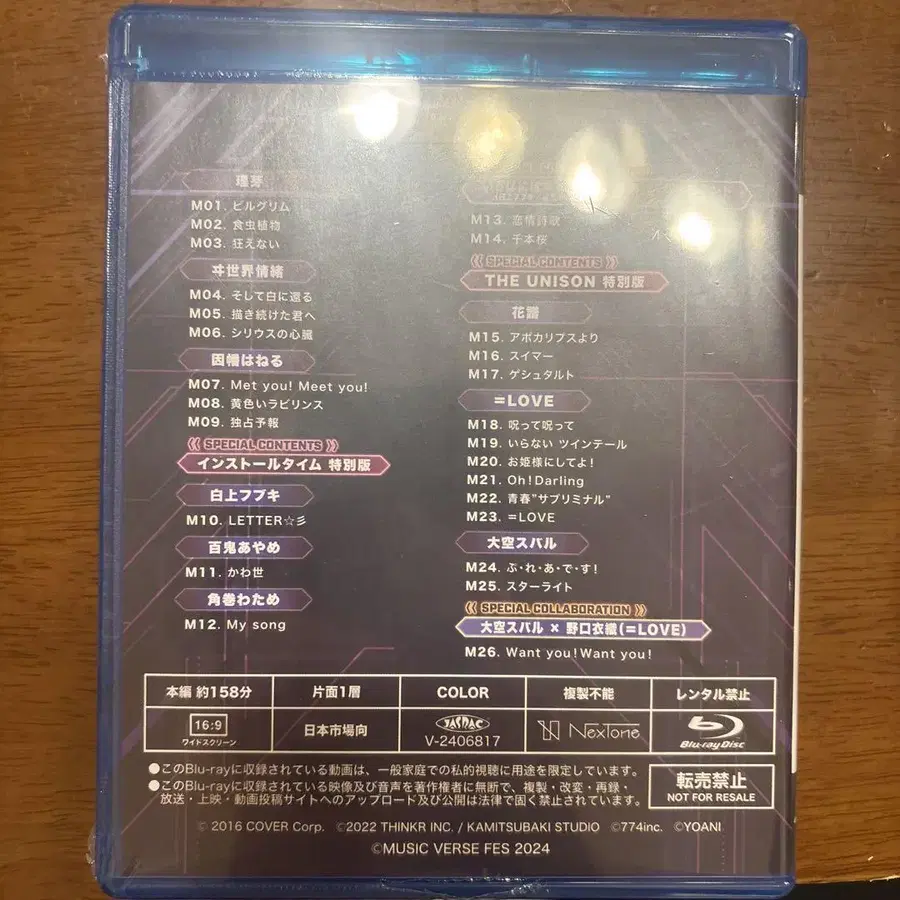 理芽
M01. ピルグリム
M02. 食虫植物
M03. 狂えない
ヰ世界情緒
M04. そして白に還る
M05. 描き続けた君へ
M06. シリウスの心臓
因幡はねる
M07. Met you! Meet you!
M08. 黄色いラビリンス
M09. 独占予報
SPECIAL CONTENTS
インストールタイム 特別版
白上フブキ
M10. LETTER☆彡
百鬼あやめ
M11. かわ世
角巻わため
M12. My song
M13. 恋情詩歌
M14. 千本桜
SPECIAL CONTENTS
THE UNISON 特別版
花譜
M15. アポカリプスより
M16. スイマー
M17. ゲシュタルト
=LOVE
M18. 呪って呪って
M19. いらない ツインテール
M20. お姫様にしてよ!
M21. Oh!Darling
M22. 青春"サブリミナル"
M23. =LOVE
大空スバル
M24. ぷ・れ・あ・で・す!
M25. スターライト
SPECIAL COLLABORATION
大空スバル × 野口衣織(=LOVE)
M26. Want you!Want you!
本編 約158分
片面1層
COLOR
複製不能
レンタル禁止
16:9
ワイドスクリーン
日本市場向
JASRAC
V-2406817
NexTone
Blu-ray Disc
●このBlu-rayに収録されている動画は、一般家庭での私的視聴に用途を限定しています。
●このBlu-rayに収録されている映像及び音声を著作権者に無断で、複製・改変・再録・
放送・上映・動画投稿サイトへのアップロード及び公開は法律で固く禁止されています。
転売禁止
NOT FOR RESALE
© 2016 COVER Corp. ©2022 THINKR INC. / KAMITSUBAKI STUDIO ©774inc. ©YOANI
©MUSIC VERSE FES 2024